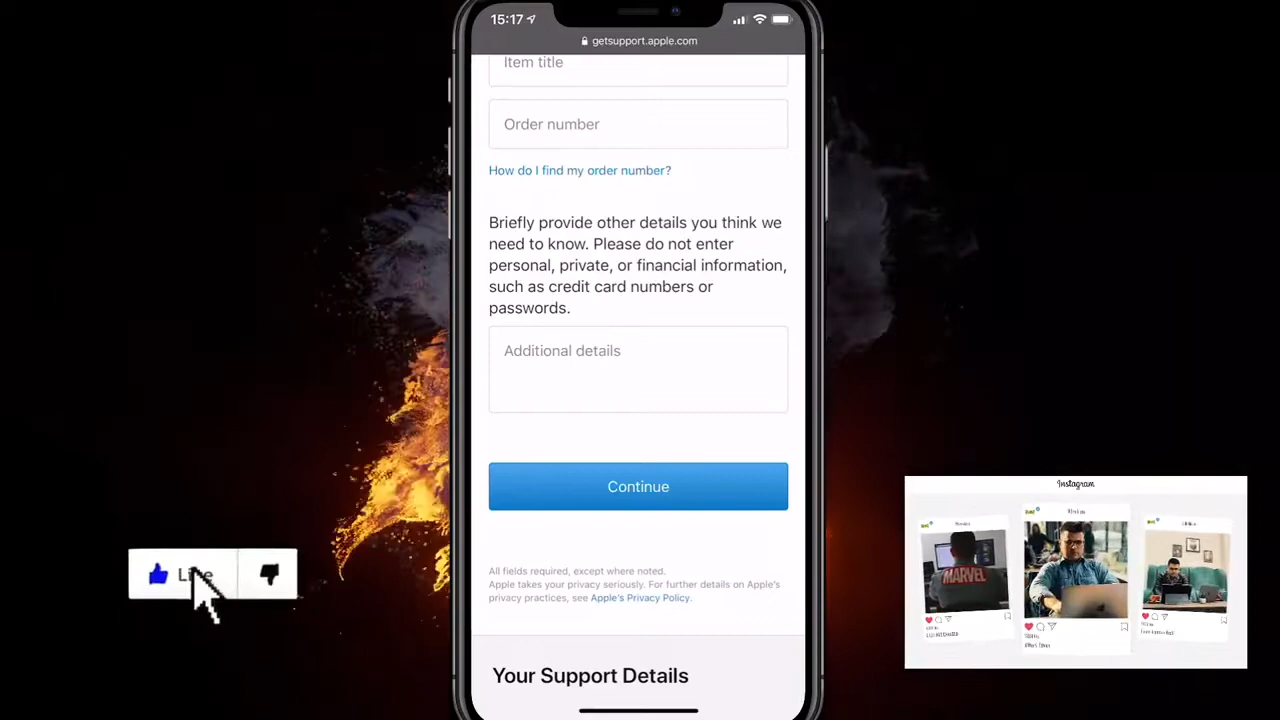 15:17
getsupport.apple.com
Item title
Order number
How do I find my order number?
Briefly provide other details you think we
need to know. Please do not enter
personal, private, or financial information,
such as credit card numbers or
passwords.
Additional details
Continue
All fields required, except where noted.
Apple takes your privacy seriously. For further details on Apple's
privacy practices, see Apple's Privacy Policy.
Your Support Details
Like
Instagram
MARVEL